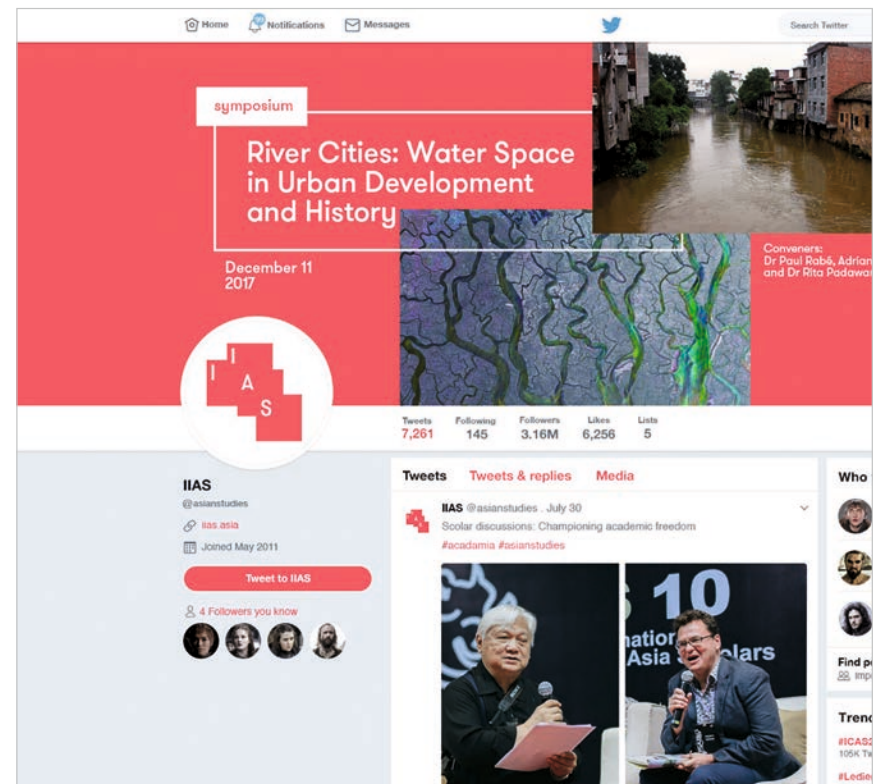 Home
Notifications
Messages
Search Twitter
symposium
River Cities: Water Space
in Urban Development
and History
December 11
2017
Conveners:
Dr Paul Rabé, Adrian
and Dr Rita Padawa
I
I
A
S
Tweets
Following
Followers
Likes
Lists
7,261
145
3.16M
6,256
5
IIAS
@asianstudies
iias.asia
Joined May 2011
Tweet to IIAS
4 Followers you know
Tweets
Tweets & replies
Media
IIAS @asianstudies . July 30
Scolar discussions: Championing academic freedom
#acadamia #asianstudies
S 10
Asia Scholars
Who
Find p
Imp
Trend
#ICAS
105K Tw
#Ledie